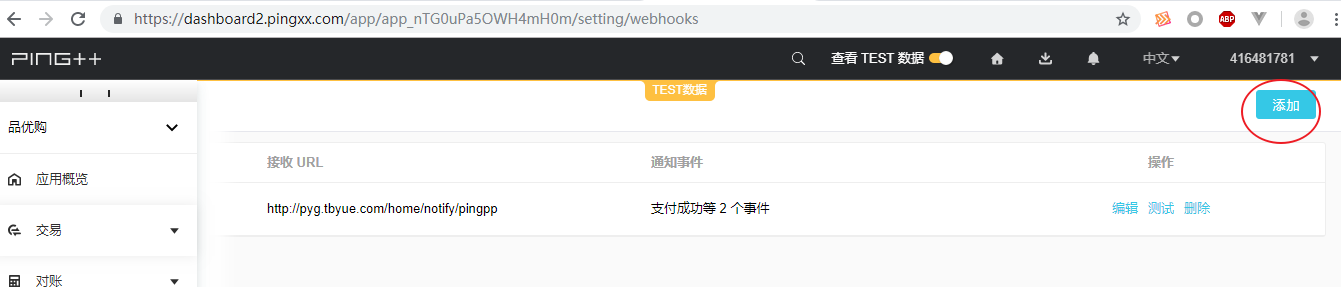 https://dashboard2.pingxx.com/app/app_nTG0uPa5OWH4mH0m/setting/webhooks
ABP
PING++
查看 TEST 数据
中文
416481781
TEST数据
添加
品优购
接收 URL
通知事件
操作
应用概览
http://pyg.tbyue.com/home/notify/pingpp
支付成功等 2 个事件
编辑 测试 删除
交易
对账